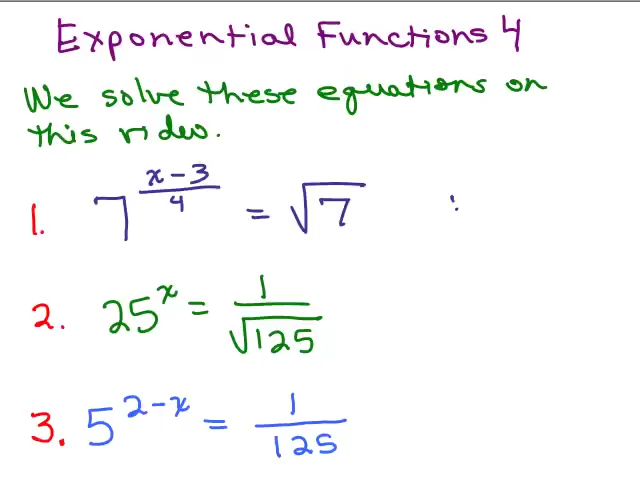 Exponential Functions 4
We solve these equations on
this video.
1. 7^((x-3)/4) = √7
2. 25^x = 1/√125
3. 5^(2-x) = 1/125